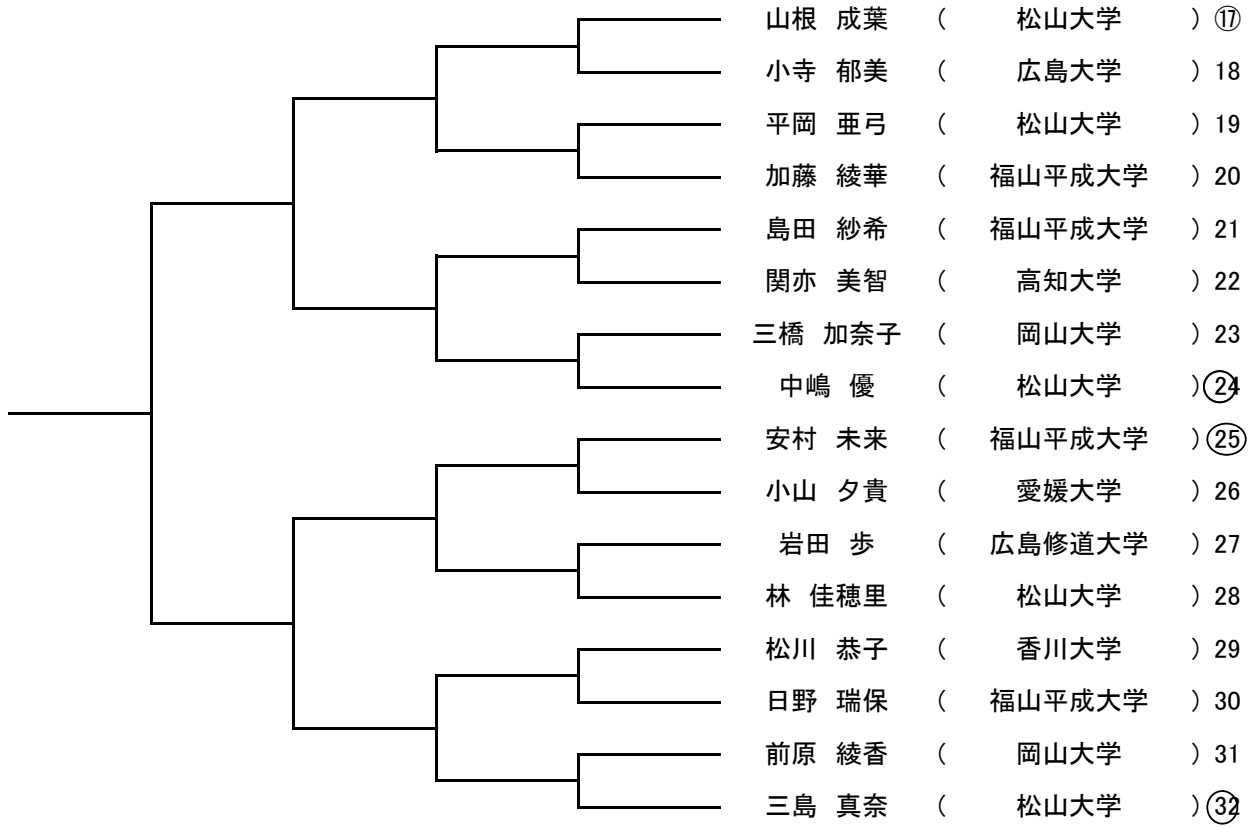 山根 成葉 ( 松山大学 ) ⑰
小寺 郁美 ( 広島大学 ) 18
平岡 亜弓 ( 松山大学 ) 19
加藤 綾華 ( 福山平成大学 ) 20
島田 紗希 ( 福山平成大学 ) 21
関亦 美智 ( 高知大学 ) 22
三橋 加奈子 ( 岡山大学 ) 23
中嶋 優 ( 松山大学 ) 24
安村 未来 ( 福山平成大学 ) 25
小山 夕貴 ( 愛媛大学 ) 26
岩田 歩 ( 広島修道大学 ) 27
林 佳穂里 ( 松山大学 ) 28
松川 恭子 ( 香川大学 ) 29
日野 瑞保 ( 福山平成大学 ) 30
前原 綾香 ( 岡山大学 ) 31
三島 真奈 ( 松山大学 ) 32